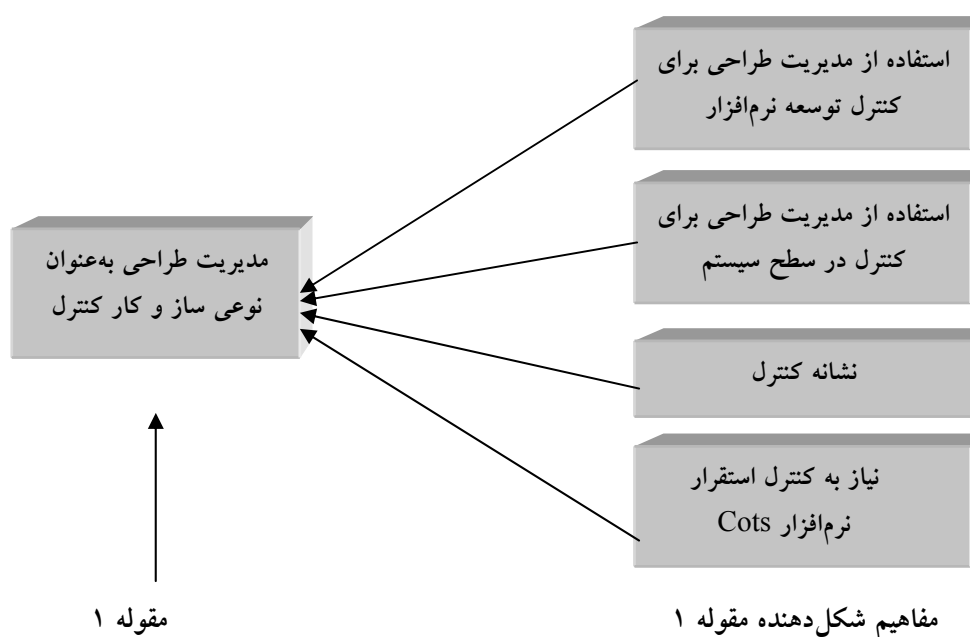 استفاده از مدیریت طراحی برای
کنترل توسعه نرم‌افزار
استفاده از مدیریت طراحی برای
کنترل در سطح سیستم
نشانه کنترل
نیاز به کنترل استقرار
نرم‌افزار Cots
مفاهیم شکل‌دهنده مقوله ۱
مدیریت طراحی به‌عنوان
نوعی ساز و کار کنترل
مقوله ۱